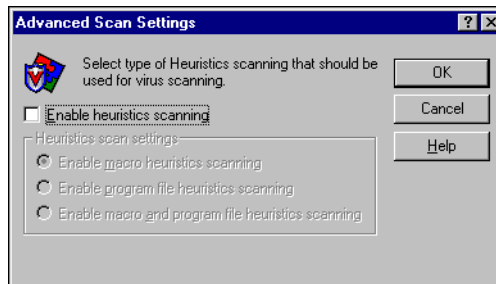 Advanced Scan Settings
Select type of Heuristics scanning that should be
used for virus scanning.
Enable heuristics scanning
Heuristics scan settings
Enable macro heuristics scanning
Enable program file heuristics scanning
Enable macro and program file heuristics scanning
OK
Cancel
Help